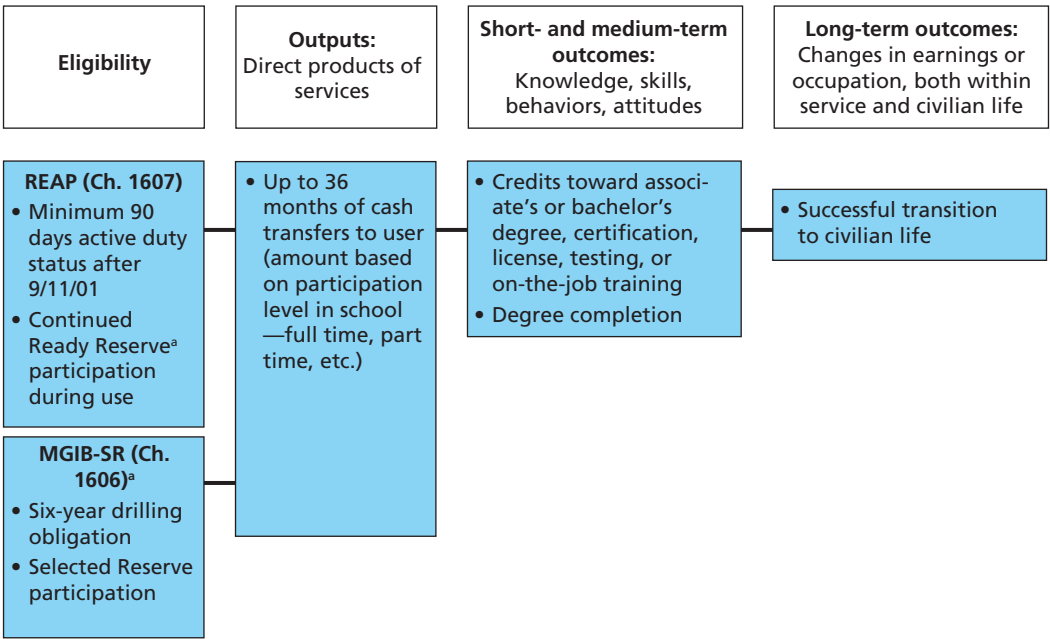 Eligibility
Outputs:
Direct products of
services
Short- and medium-term
outcomes:
Knowledge, skills,
behaviors, attitudes
Long-term outcomes:
Changes in earnings or
occupation, both within
service and civilian life
REAP (Ch. 1607)
• Minimum 90
days active duty
status after
9/11/01
• Continued
Ready Reserveᵃ
participation
during use
MGIB-SR (Ch.
1606)ᵃ
• Six-year drilling
obligation
• Selected Reserve
participation
• Up to 36
months of cash
transfers to user
(amount based
on participation
level in school
—full time, part
time, etc.)
• Credits toward associ-
ate’s or bachelor’s
degree, certification,
license, testing, or
on-the-job training
• Degree completion
• Successful transition
to civilian life